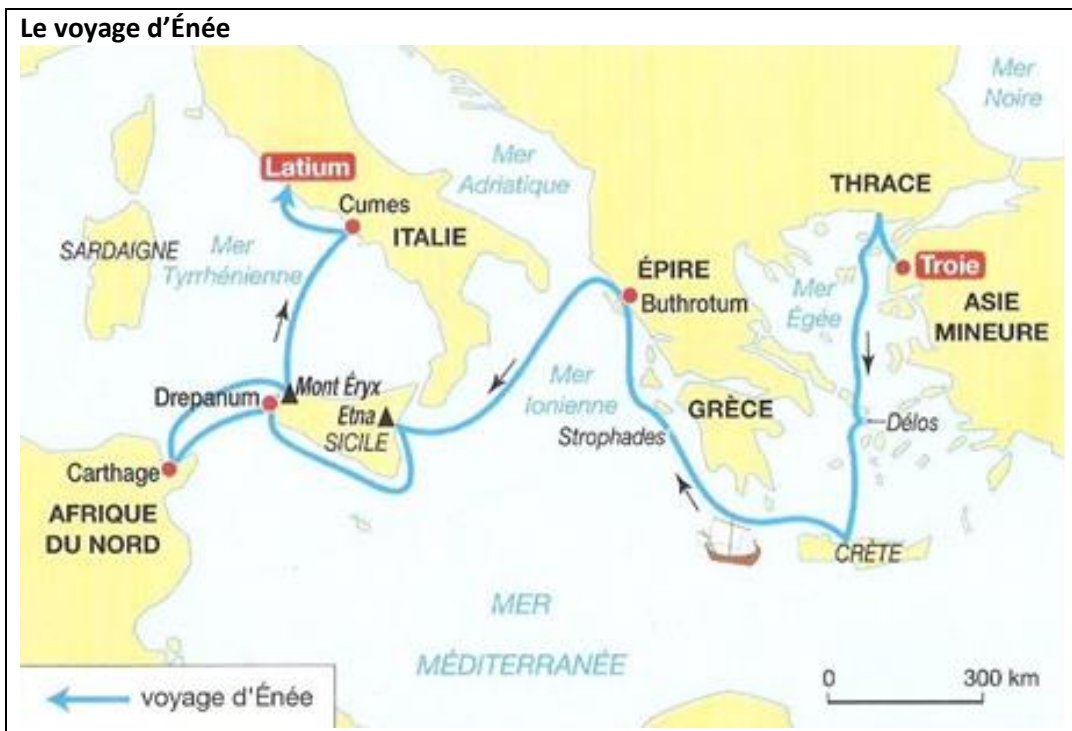 Le voyage d’Énée
Mer
Noire
Latium
Mer
Adriatique
THRACE
Cumes
ITALIE
SARDAIGNE
Mer
Tyrrhénienne
ÉPIRE
Buthrotum
Troie
Mer
Égée
ASIE
MINEURE
Mont Éryx
Drepanum
Etna
SICILE
Mer
Ionienne
GRÈCE
Strophades
Délos
Carthage
AFRIQUE
DU NORD
CRÈTE
MER
MÉDITERRANÉE
voyage d'Énée
0 300 km